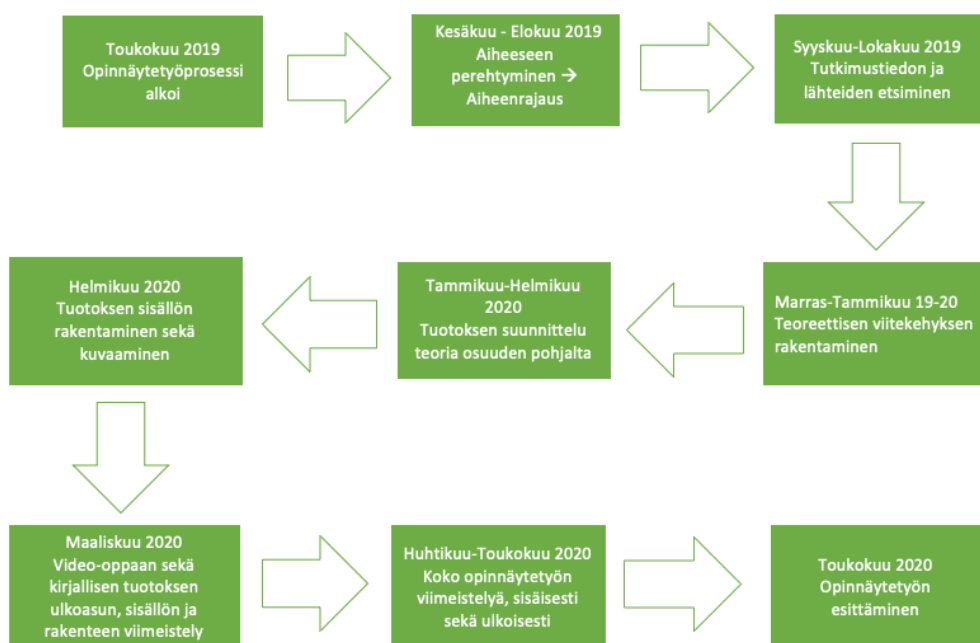 Toukokuu 2019
Opinnäytetyöprosessi
alkoi
Kesäkuu - Elokuu 2019
Aiheeseen
perehtyminen →
Aiheenrajaus
Syyskuu-Lokakuu 2019
Tutkimustiedon ja
lähteiden etsiminen
Marras-Tammikuu 19-20
Teoreettisen viitekehyksen
rakentaminen
Tammikuu-Helmikuu
2020
Tuotoksen suunnittelu
teoria osuuden pohjalta
Helmikuu 2020
Tuotoksen sisällön
rakentaminen sekä
kuvaaminen
Maaliskuu 2020
Video-oppaan sekä
kirjallisen tuotoksen
ulkoasun, sisällön ja
rakenteen viimeistely
Huhtikuu-Toukokuu 2020
Koko opinnäytetyön
viimeistelyä, sisäisesti
sekä ulkoisesti
Toukokuu 2020
Opinnäytetyön
esittäminen